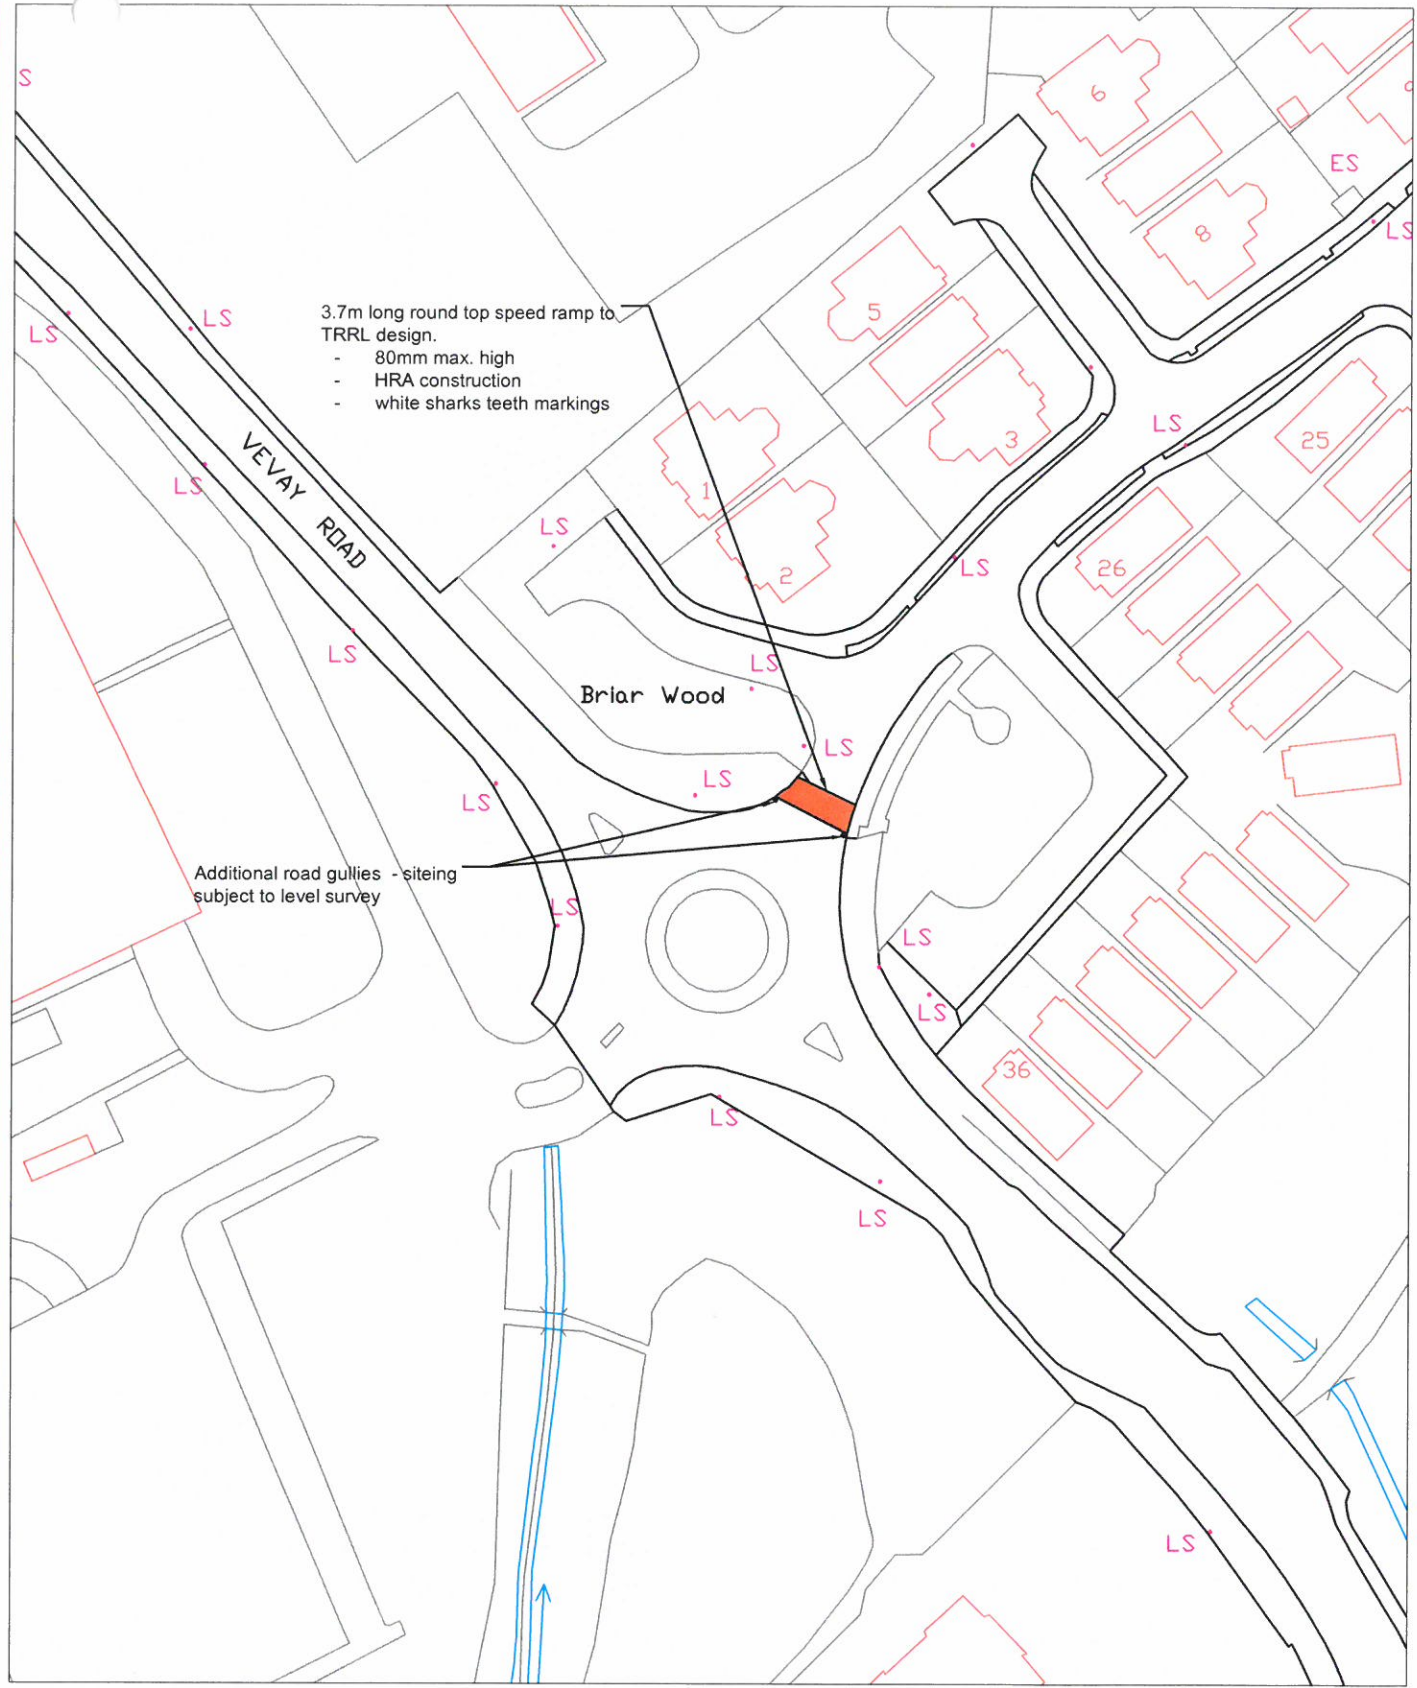 S
6
ES
8
LS
LS
LS
5
3.7m long round top speed ramp to
TRRL design.
- 80mm max. high
- HRA construction
- white sharks teeth markings
LS
25
3
VEVAY ROAD
LS
1
LS
2
LS
26
LS
LS
Briar Wood
LS
LS
LS
Additional road gullies - siteing
subject to level survey
LS
LS
LS
36
LS
LS
LS